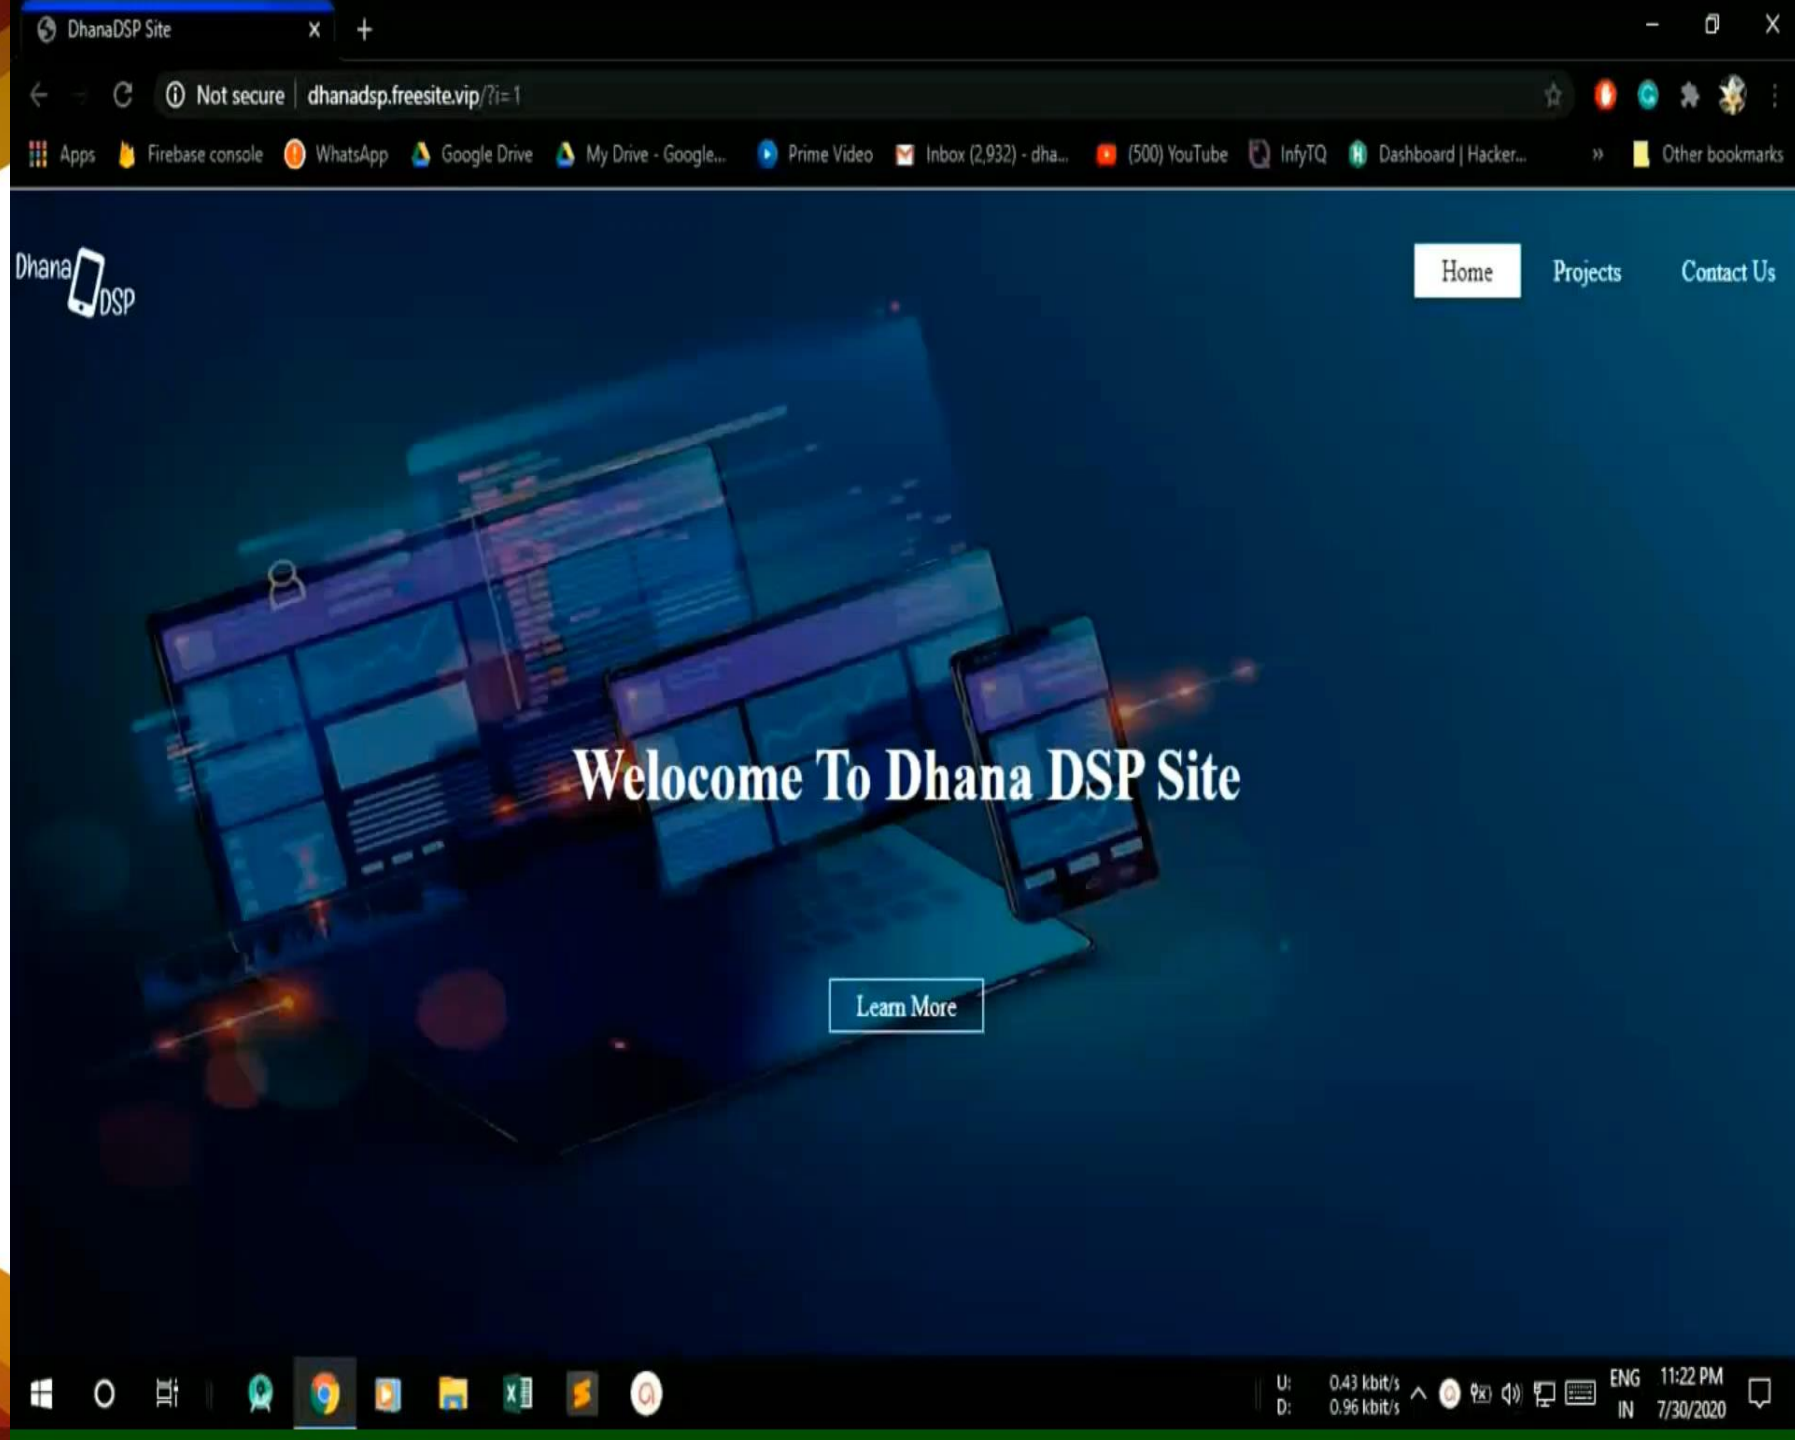 DhanaDSP Site
Not secure | dhanadsp.freesite.vip/?i=1
Apps Firebase console WhatsApp Google Drive My Drive - Google... Prime Video Inbox (2,932) - dha... (500) YouTube InfyTQ Dashboard | Hacker... » Other bookmarks
Dhana DSP
Home Projects Contact Us
Welocome To Dhana DSP Site
Learn More
U: 0.43 kbit/s
D: 0.96 kbit/s
ENG 11:22 PM
IN 7/30/2020